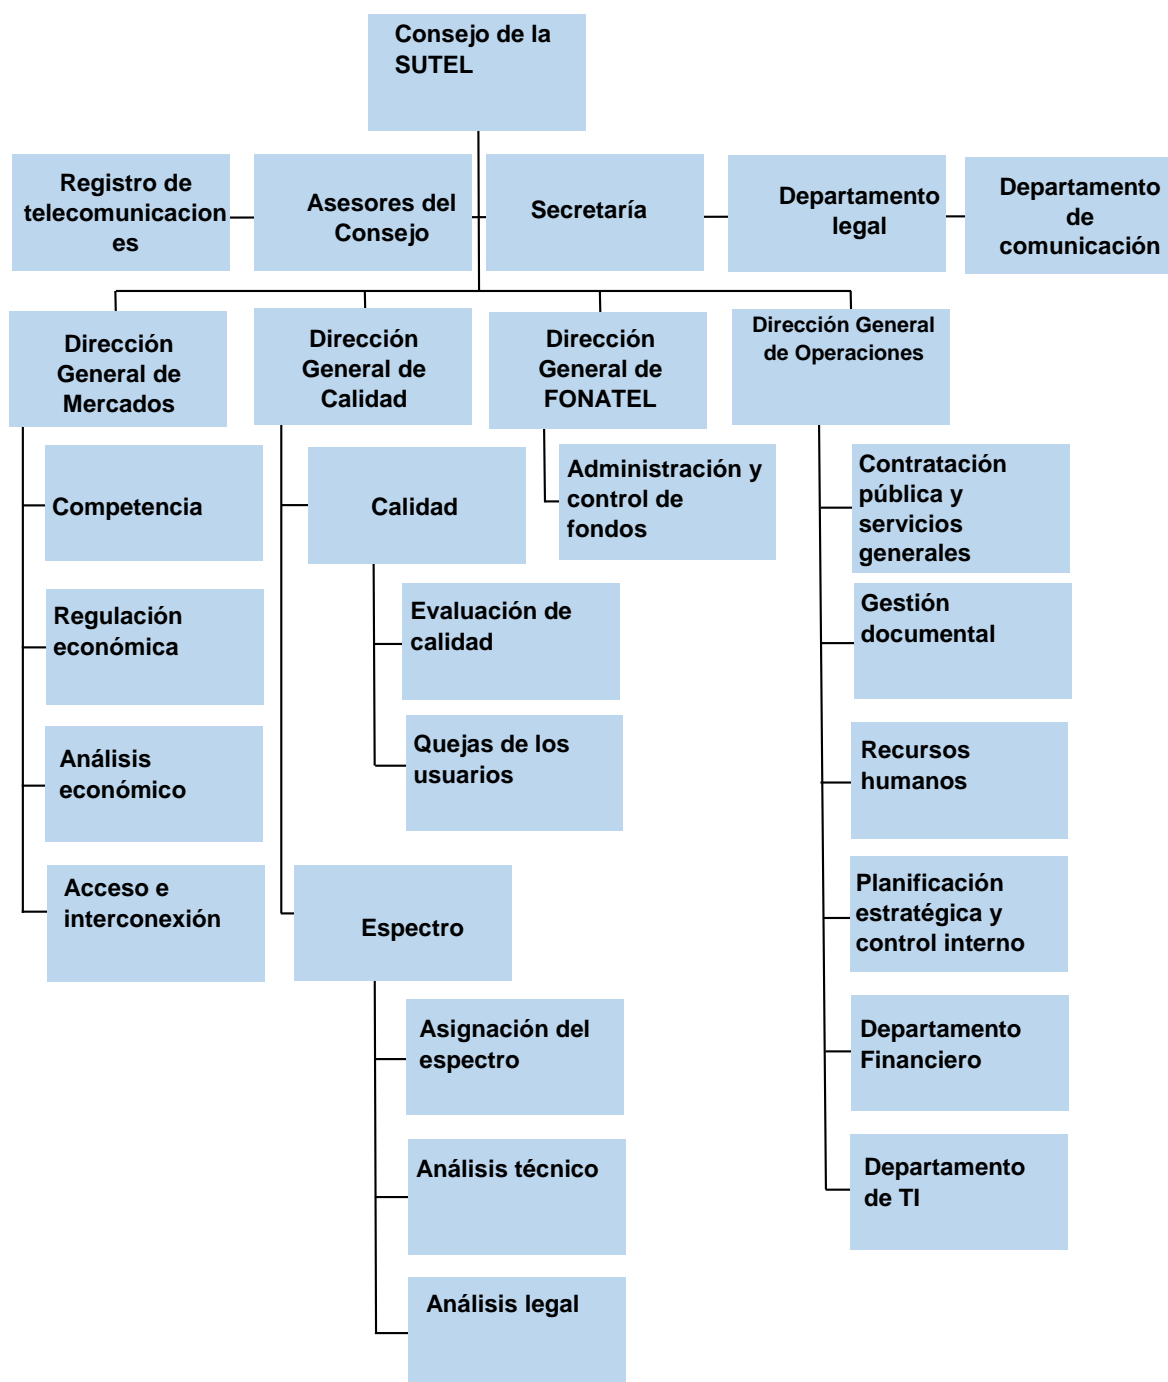 Consejo de la
SUTEL
Registro de
telecomunicacion
es
Asesores del
Consejo
Secretaría
Departamento
legal
Departamento
de
comunicación
Dirección
General de
Mercados
Dirección
General de
Calidad
Dirección
General de
FONATEL
Dirección General
de Operaciones
Competencia
Regulación
económica
Análisis
económico
Acceso e
interconexión
Calidad
Evaluación de
calidad
Quejas de los
usuarios
Espectro
Asignación del
espectro
Análisis técnico
Análisis legal
Administración y
control de
fondos
Contratación
pública y
servicios
generales
Gestión
documental
Recursos
humanos
Planificación
estratégica y
control interno
Departamento
Financiero
Departamento
de TI